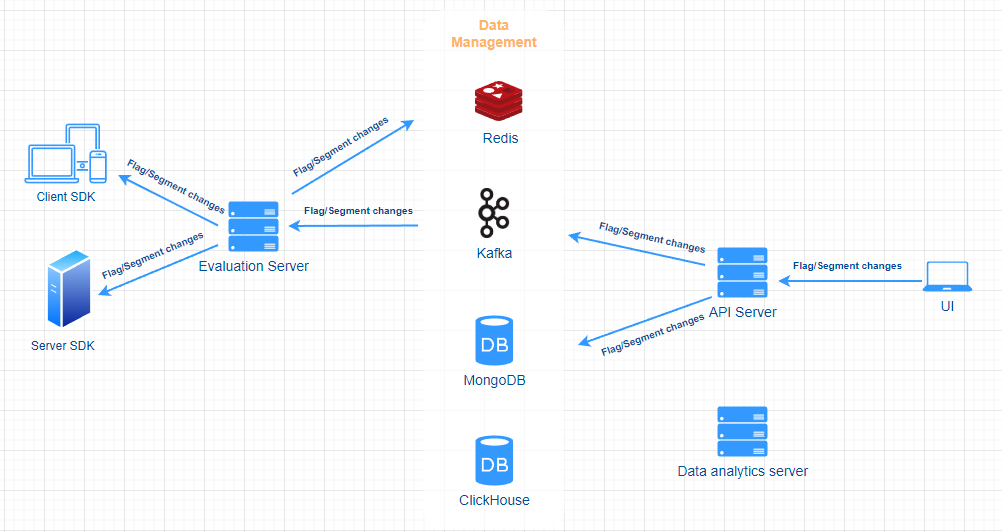 Data
Management
Redis
Flag/Segment changes
Client SDK
Flag/Segment changes
Flag/Segment changes
Kafka
Flag/Segment changes
Flag/Segment changes
Evaluation Server
Flag/Segment changes
UI
API Server
Server SDK
Flag/Segment changes
DB
MongoDB
DB
Data analytics server
ClickHouse